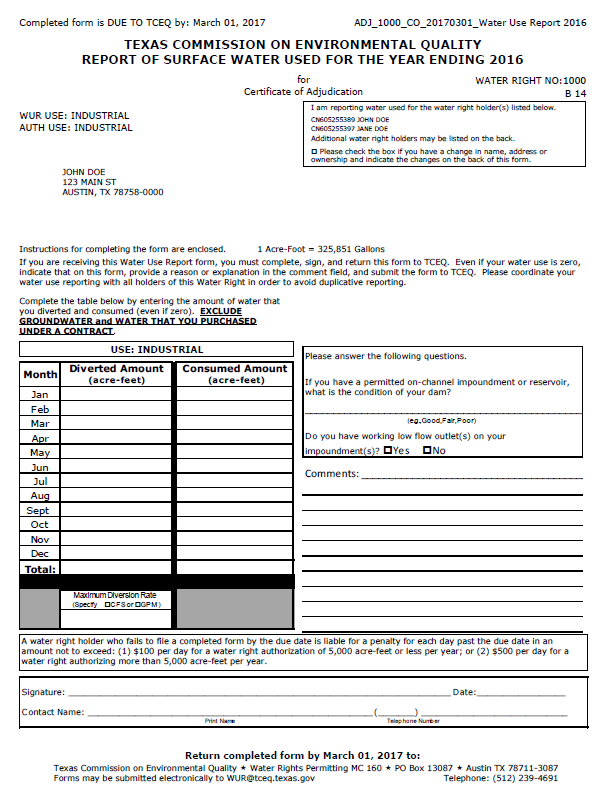 Completed form is DUE TO TCEQ by: March 01, 2017
ADJ_1000_CO_20170301_Water Use Report 2016
TEXAS COMMISSION ON ENVIRONMENTAL QUALITY
REPORT OF SURFACE WATER USED FOR THE YEAR ENDING 2016
for
Certificate of Adjudication
WATER RIGHT NO:1000
B 14
WUR USE: INDUSTRIAL
AUTH USE: INDUSTRIAL
I am reporting water used for the water right holder(s) listed below.
CN605255389 JOHN DOE
CN605255397 JANE DOE
Additional water right holders may be listed on the back.
☐ Please check the box if you have a change in name, address or
ownership and indicate the changes on the back of this form.
JOHN DOE
123 MAIN ST
AUSTIN, TX 78758-0000
Instructions for completing the form are enclosed. 1 Acre-Foot = 325,851 Gallons
If you are receiving this Water Use Report form, you must complete, sign, and return this form to TCEQ. Even if your water use is zero,
indicate that on this form, provide a reason or explanation in the comment field, and submit the form to TCEQ. Please coordinate your
water use reporting with all holders of this Water Right in order to avoid duplicative reporting.
Complete the table below by entering the amount of water that
you diverted and consumed (even if zero). EXCLUDE
GROUNDWATER and WATER THAT YOU PURCHASED
UNDER A CONTRACT.
USE: INDUSTRIAL
Month Diverted Amount (acre-feet) Consumed Amount (acre-feet)
Jan
Feb
Mar
Apr
May
Jun
Jul
Aug
Sept
Oct
Nov
Dec
Total:
Maximum Diversion Rate
(Specify ☐CFS or ☐GPM)
Please answer the following questions.
If you have a permitted on-channel impoundment or reservoir,
what is the condition of your dam?
(eg.,Good,Fair,Poor)
Do you have working low flow outlet(s) on your
impoundment(s)? ☐Yes ☐No
Comments:
A water right holder who fails to file a completed form by the due date is liable for a penalty for each day past the due date in an
amount not to exceed: (1) $100 per day for a water right authorization of 5,000 acre-feet or less per year; or (2) $500 per day for a
water right authorizing more than 5,000 acre-feet per year.
Signature: Date:
Contact Name: ( )
Print Name Telephone Number
Return completed form by March 01, 2017 to:
Texas Commission on Environmental Quality ★ Water Rights Permitting MC 160 ★ PO Box 13087 ★ Austin TX 78711-3087
Forms may be submitted electronically to WUR@tceq.texas.gov Telephone: (512) 239-4691